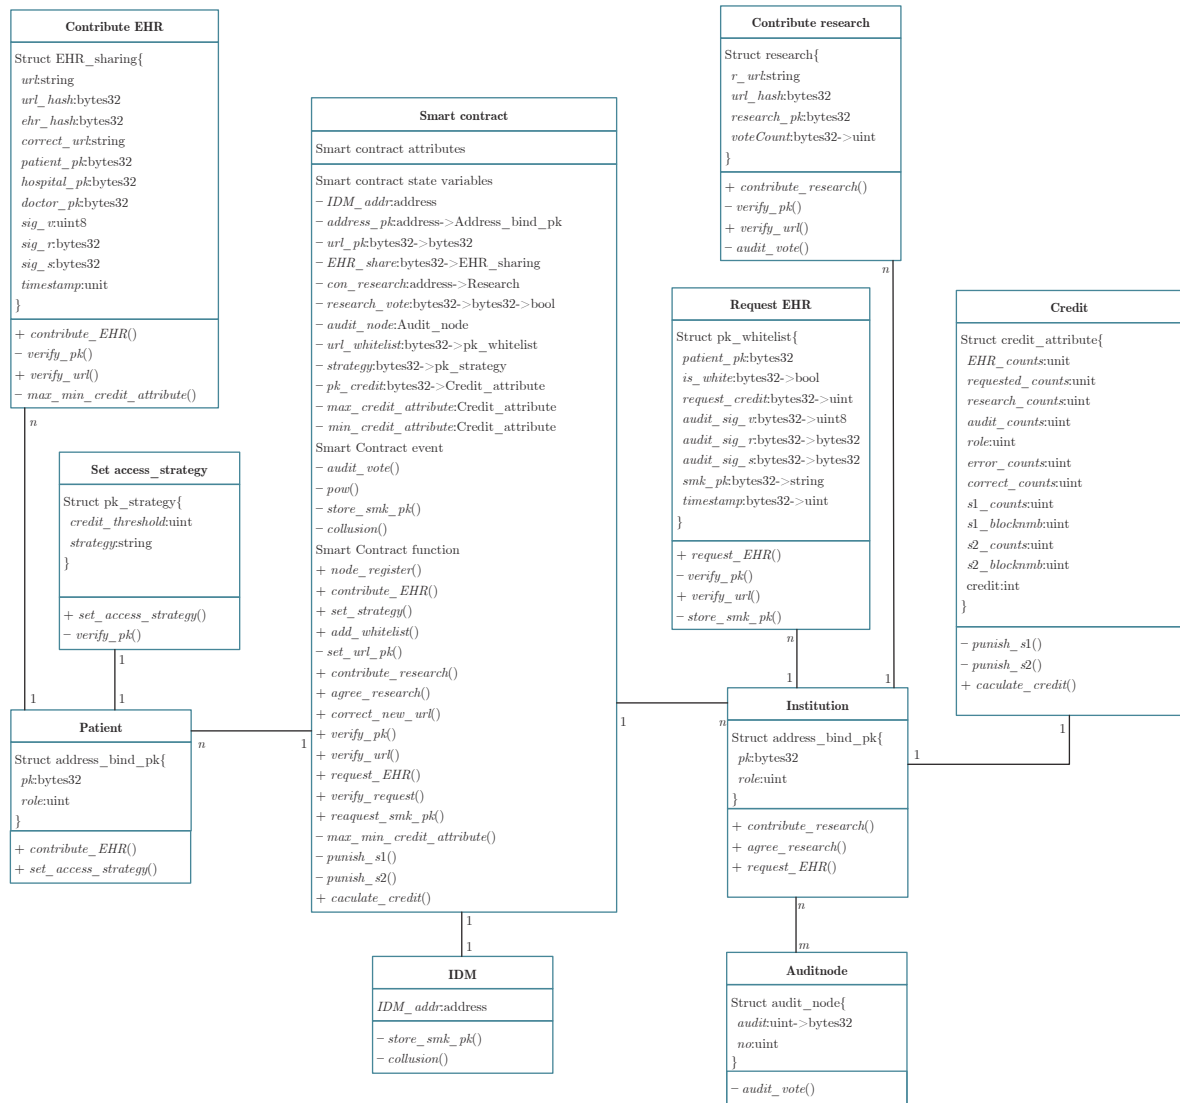 Contribute EHR
Struct EHR_sharing{
url:string
url_hash:bytes32
ehr_hash:bytes32
correct_url:string
patient_pk:bytes32
hospital_pk:bytes32
doctor_pk:bytes32
sig_v:uint8
sig_r:bytes32
sig_s:bytes32
timestamp:unit
}
+ contribute_EHR()
– verify_pk()
+ verify_url()
– max_min_credit_attribute()
n
1
Set access_strategy
Struct pk_strategy{
credit_threshold:uint
strategy:string
}
+ set_access_strategy()
– verify_pk()
1
1
Patient
Struct address_bind_pk{
pk:bytes32
role:uint
}
+ contribute_EHR()
+ set_access_strategy()
n
1
Smart contract
Smart contract attributes
Smart contract state variables
– IDM_addr:address
– address_pk:address->Address_bind_pk
– url_pk:bytes32->bytes32
– EHR_share:bytes32->EHR_sharing
– con_research:address->Research
– research_vote:bytes32->bytes32->bool
– audit_node:Audit_node
– url_whitelist:bytes32->pk_whitelist
– strategy:bytes32->pk_strategy
– pk_credit:bytes32->Credit_attribute
– max_credit_attribute:Credit_attribute
– min_credit_attribute:Credit_attribute
Smart Contract event
– audit_vote()
– pow()
– store_smk_pk()
– collusion()
Smart Contract function
+ node_register()
+ contribute_EHR()
+ set_strategy()
+ add_whitelist()
– set_url_pk()
+ contribute_research()
+ agree_research()
+ correct_new_url()
+ verify_pk()
+ verify_url()
+ request_EHR()
+ verify_request()
+ reaquest_smk_pk()
– max_min_credit_attribute()
– punish_s1()
– punish_s2()
+ caculate_credit()
1
1
IDM
IDM_addr:address
– store_smk_pk()
– collusion()
1
n
Contribute research
Struct research{
r_url:string
url_hash:bytes32
research_pk:bytes32
voteCount:bytes32->uint
}
+ contribute_research()
– verify_pk()
+ verify_url()
– audit_vote()
n
1
Request EHR
Struct pk_whitelist{
patient_pk:bytes32
is_white:bytes32->bool
request_credit:bytes32->uint
audit_sig_v:bytes32->uint8
audit_sig_r:bytes32->bytes32
audit_sig_s:bytes32->bytes32
smk_pk:bytes32->string
timestamp:bytes32->uint
}
+ request_EHR()
– verify_pk()
+ verify_url()
– store_smk_pk()
n
1
Credit
Struct credit_attribute{
EHR_counts:unit
requested_counts:unit
research_counts:unit
audit_counts:unit
role:uint
error_counts:uint
correct_counts:uint
s1_counts:uint
s1_blocknmb:uint
s2_counts:uint
s2_blocknmb:uint
credit:int
}
– punish_s1()
– punish_s2()
+ caculate_credit()
1
1
Institution
Struct address_bind_pk{
pk:bytes32
role:uint
}
+ contribute_research()
+ agree_research()
+ request_EHR()
n
m
Auditnode
Struct audit_node{
audit:uint->bytes32
no:uint
}
– audit_vote()